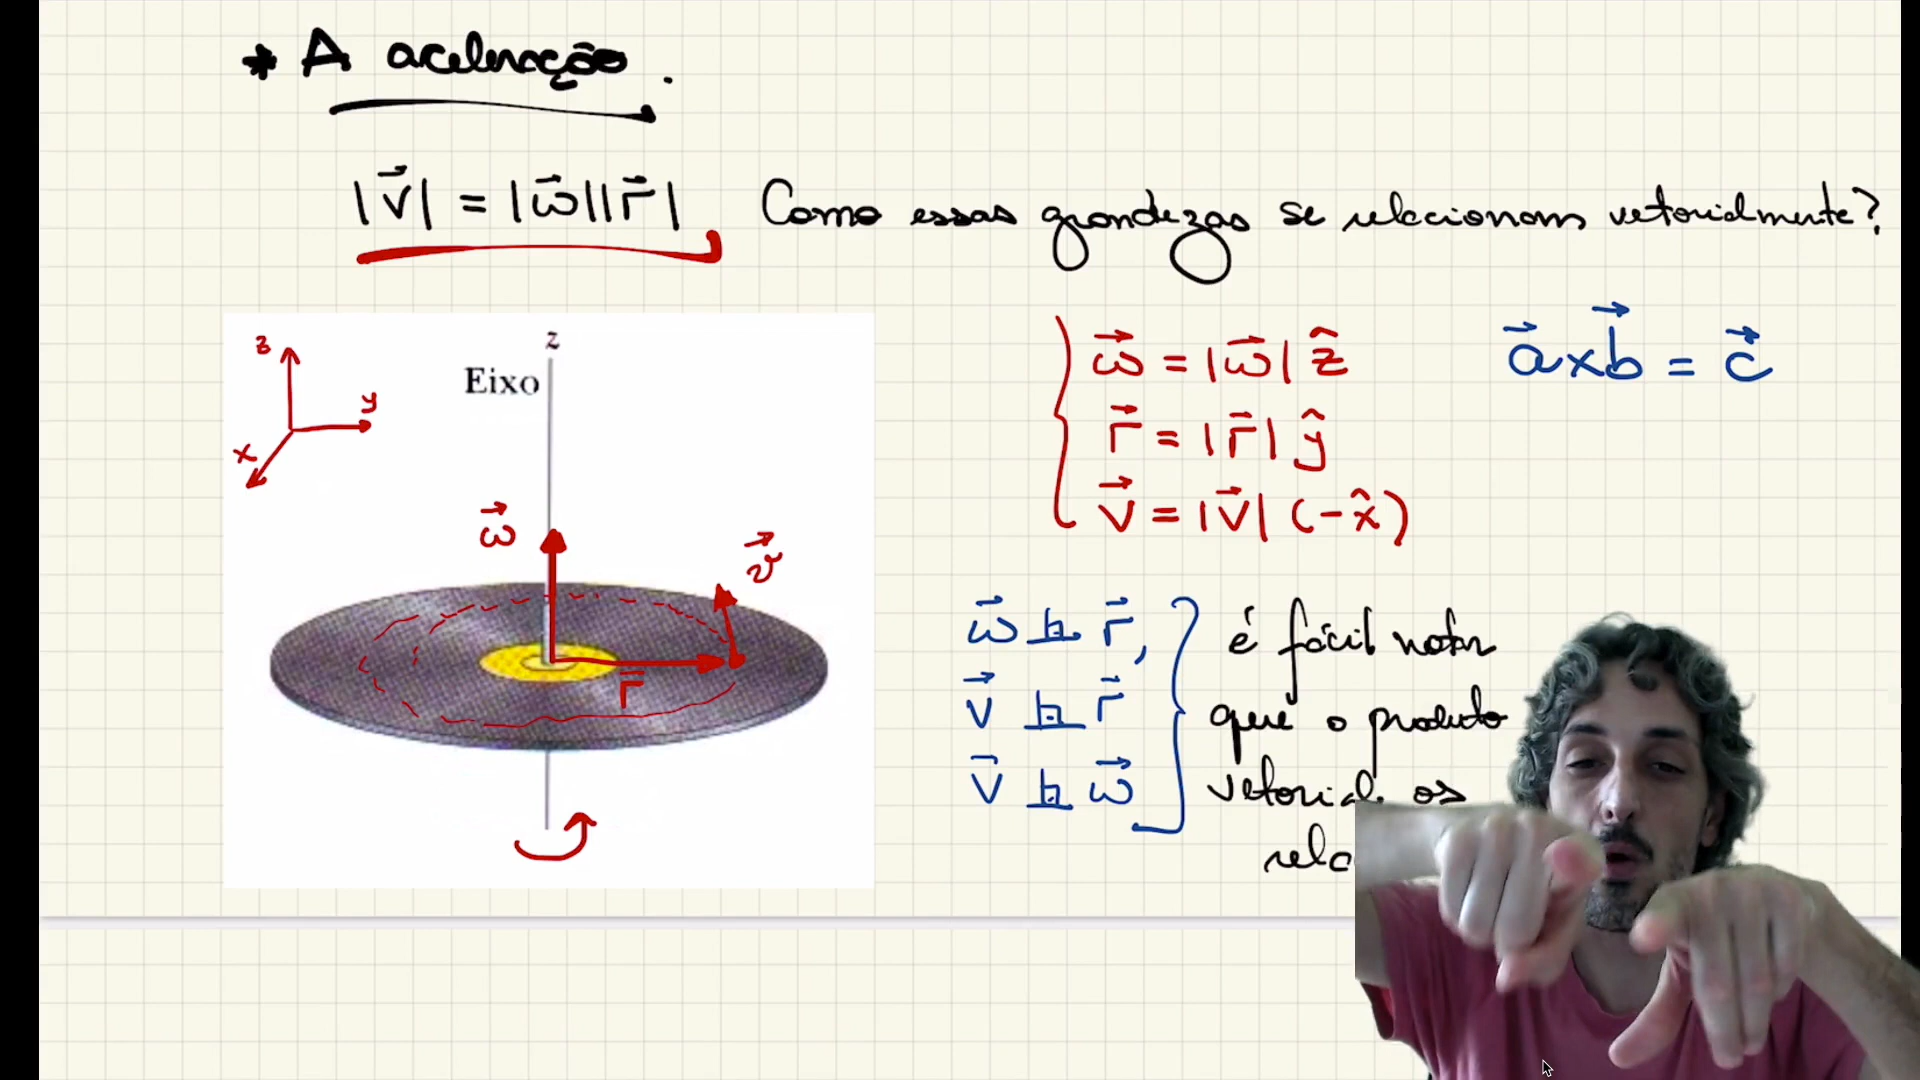 * A aceleração.
|v⃗| = |ω⃗||r⃗| Como essas grandezas se relacionam vetorialmente?
z
Eixo
z
y
x
ω⃗
v⃗
r⃗
ω⃗ = |ω⃗| ẑ
r⃗ = |r⃗| ŷ
v⃗ = |v⃗| (-x̂)
a⃗ x b⃗ = c⃗
ω⃗ ⊥ r⃗,
v⃗ ⊥ r⃗
v⃗ ⊥ ω⃗
é fácil notar
que o produto
vetorial os